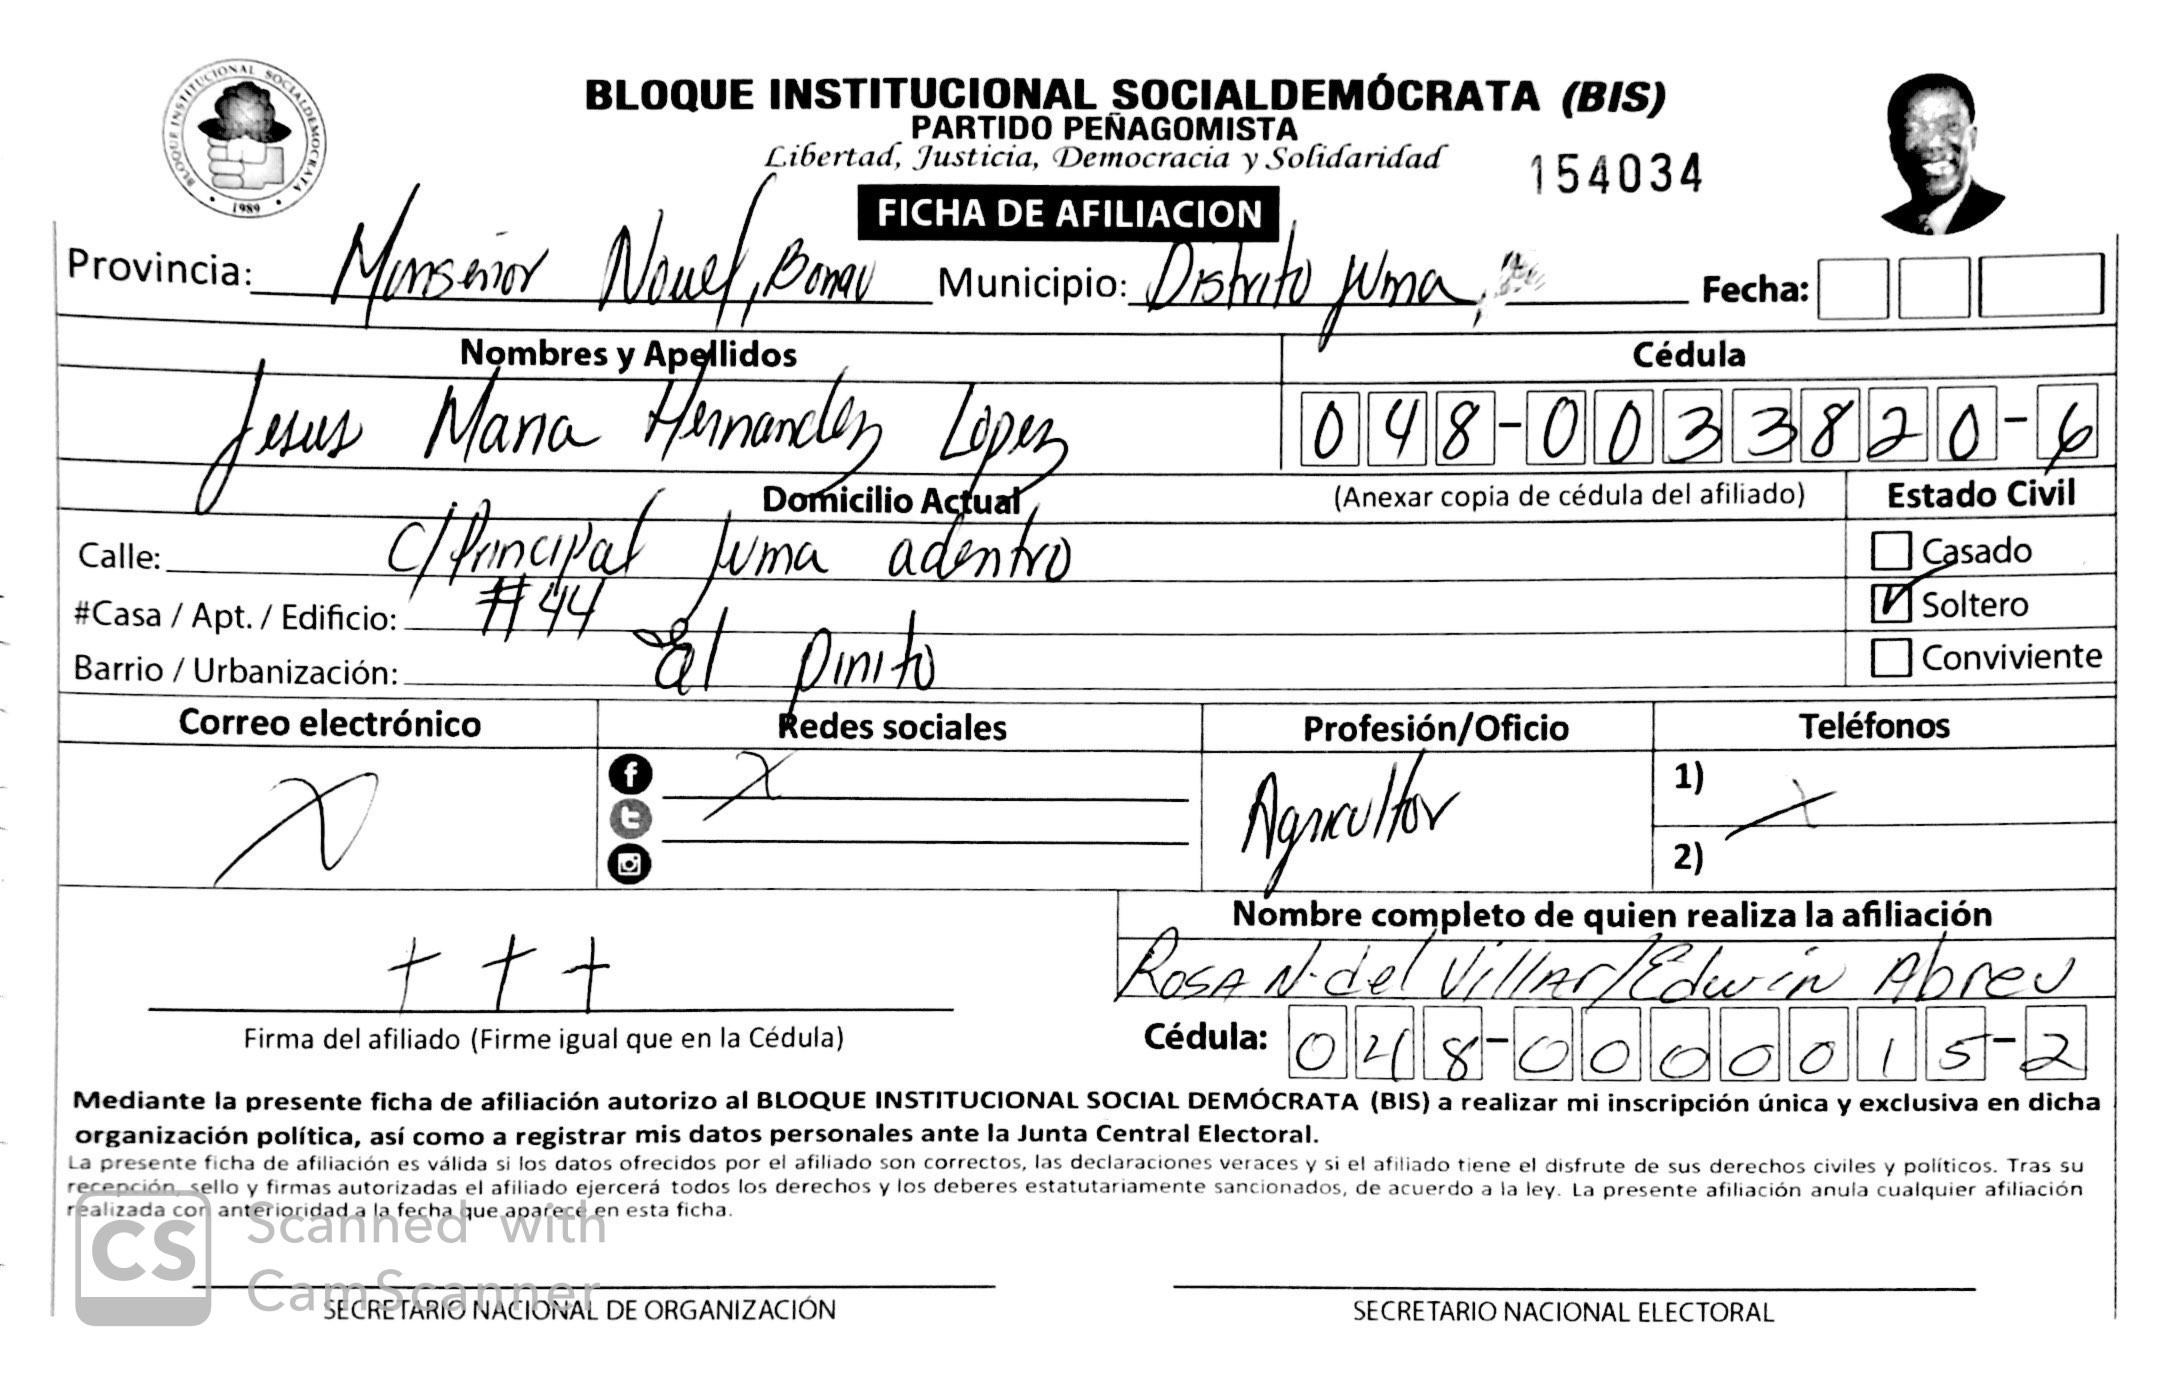 BLOQUE INSTITUCIONAL SOCIALDEMOCRATA
1989
BLOQUE INSTITUCIONAL SOCIALDEMÓCRATA (BIS)
PARTIDO PEÑAGOMISTA
Libertad, Justicia, Democracia y Solidaridad
154034
FICHA DE AFILIACION
Provincia: Monseñor Nouel, Bonao Municipio: Distrito juma, Fecha:
Nombres y Apellidos Cédula
Jesus Maria Hernandez Lopez 048-0033820-6
Domicilio Actual (Anexar copia de cédula del afiliado) Estado Civil
Calle: C/Principal Juma adentro Casado
#Casa / Apt. / Edificio: #44 Soltero
Barrio / Urbanización: El pinito Conviviente
Correo electrónico Redes sociales Profesión/Oficio Teléfonos
X X Agricultor 1) X
2)
Nombre completo de quien realiza la afiliación
+ + + Rosa N. del Villar/Edwin Abreu
Firma del afiliado (Firme igual que en la Cédula) Cédula: 048-0000015-2
Mediante la presente ficha de afiliación autorizo al BLOQUE INSTITUCIONAL SOCIAL DEMÓCRATA (BIS) a realizar mi inscripción única y exclusiva en dicha
organización política, así como a registrar mis datos personales ante la Junta Central Electoral.
La presente ficha de afiliación es válida si los datos ofrecidos por el afiliado son correctos, las declaraciones veraces y si el afiliado tiene el disfrute de sus derechos civiles y políticos. Tras su
recepción, sello y firmas autorizadas el afiliado ejercerá todos los derechos y los deberes estatutariamente sancionados, de acuerdo a la ley. La presente afiliación anula cualquier afiliación
realizada con anterioridad a la fecha que aparece en esta ficha.
CS Scanned with
CamScanner
SECRETARIO NACIONAL DE ORGANIZACIÓN SECRETARIO NACIONAL ELECTORAL